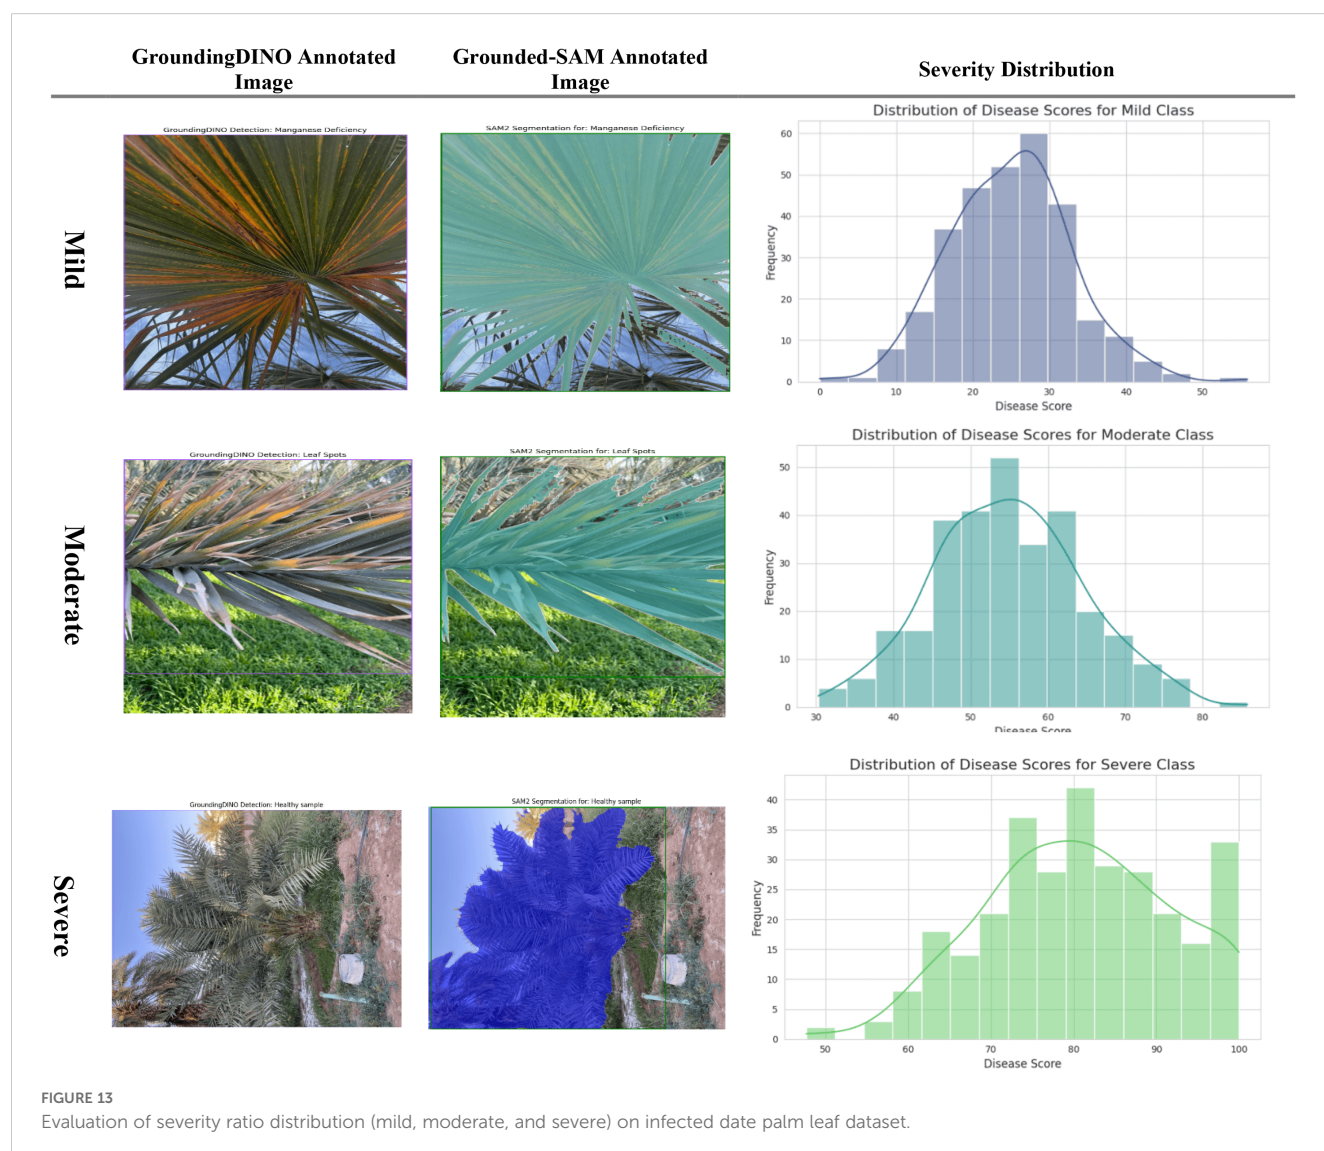 GroundingDINO Annotated
Image
Grounded-SAM Annotated
Image
Severity Distribution
Mild
GroundingDINO Detection: Manganese Deficiency
SAM2 Segmentation for: Manganese Deficiency
Distribution of Disease Scores for Mild Class
Frequency
60
50
40
30
20
10
0
0 10 20 30 40 50
Disease Score
Moderate
GroundingDINO Detection: Leaf Spots
SAM2 Segmentation for: Leaf Spots
Distribution of Disease Scores for Moderate Class
Frequency
50
40
30
20
10
0
30 40 50 60 70 80
Disease Score
Severe
GroundingDINO Detection: Healthy sample
SAM2 Segmentation for: Healthy sample
Distribution of Disease Scores for Severe Class
Frequency
40
35
30
25
20
15
10
5
0
50 60 70 80 90 100
Disease Score
FIGURE 13
Evaluation of severity ratio distribution (mild, moderate, and severe) on infected date palm leaf dataset.